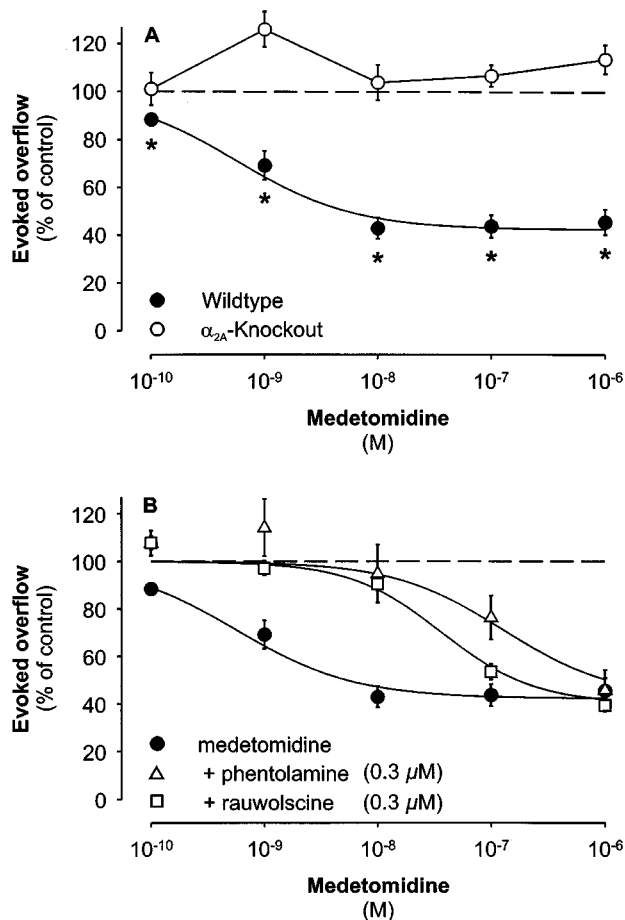 A
120
100
80
60
40
20
0
Evoked overflow
(% of control)
*
*
*
*
*
Wildtype
α2A-Knockout
10-10
10-9
10-8
10-7
10-6
Medetomidine
(M)
B
120
100
80
60
40
20
0
Evoked overflow
(% of control)
medetomidine
+ phentolamine (0.3 µM)
+ rauwolscine (0.3 µM)
10-10
10-9
10-8
10-7
10-6
Medetomidine
(M)